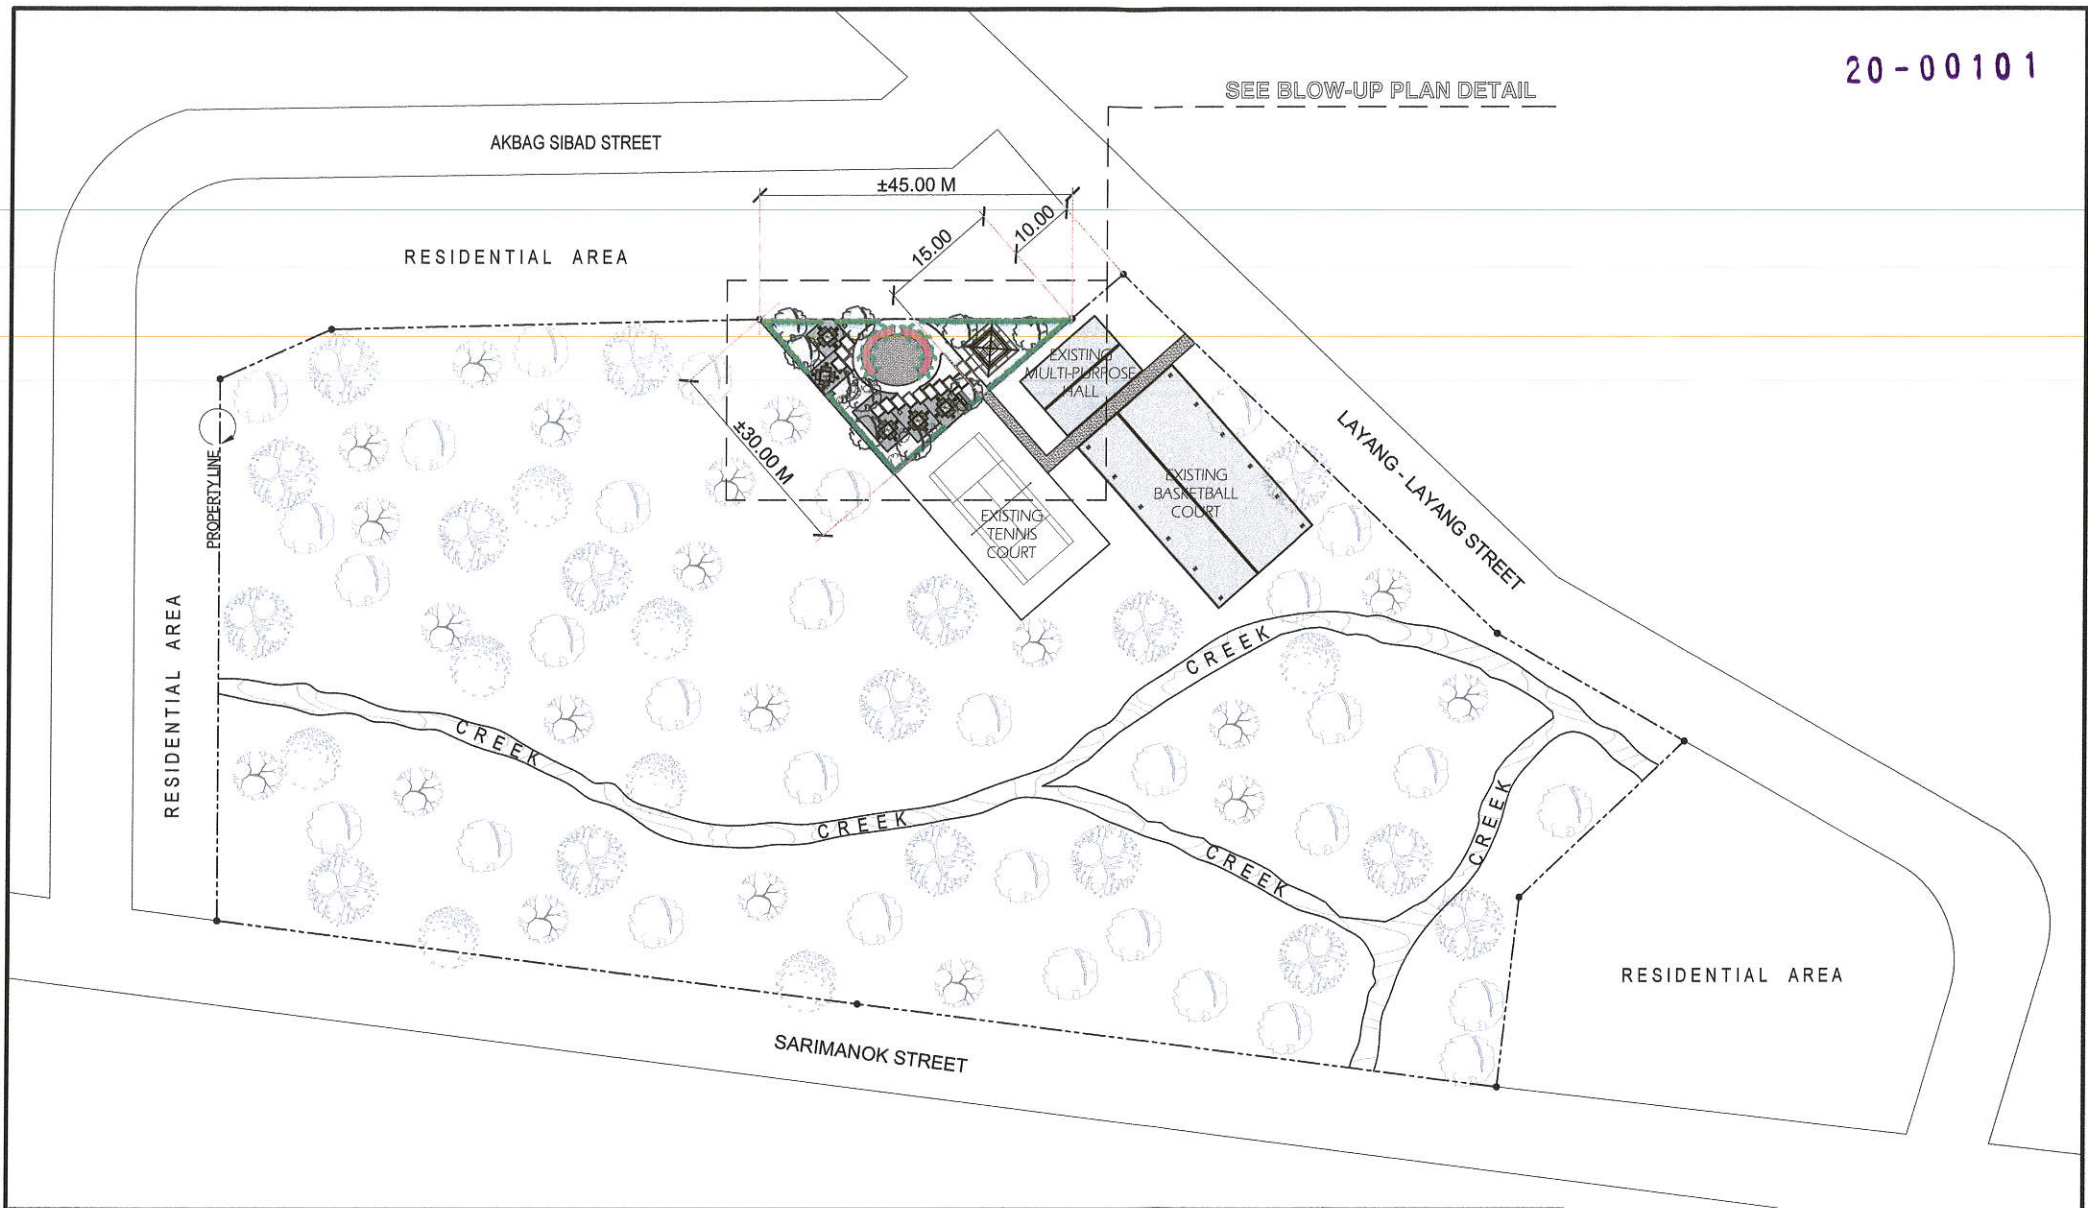 20-00101
SEE BLOW-UP PLAN DETAIL
AKBAG SIBAD STREET
±45.00 M
10.00
15.00
RESIDENTIAL AREA
EXISTING
MULTI-PURPOSE
HALL
±30.00 M
PROPERTY LINE
LAYANG - LAYANG STREET
EXISTING
BASKETBALL
COURT
EXISTING
TENNIS
COURT
RESIDENTIAL AREA
CREEK
CREEK
CREEK
CREEK
CREEK
RESIDENTIAL AREA
SARIMANOK STREET